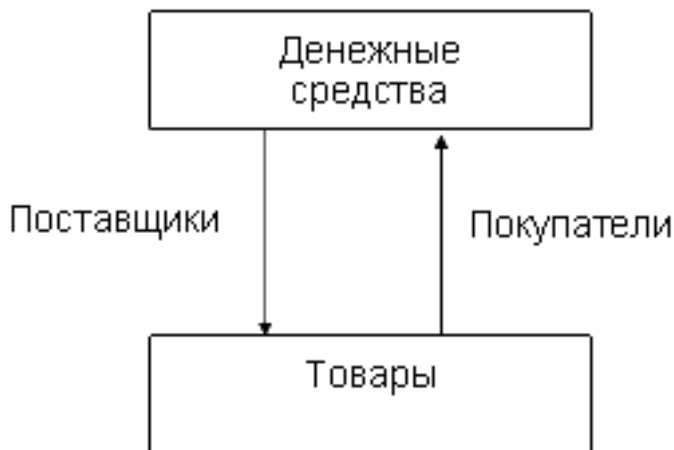 Денежные
средства
Поставщики
Покупатели
Товары